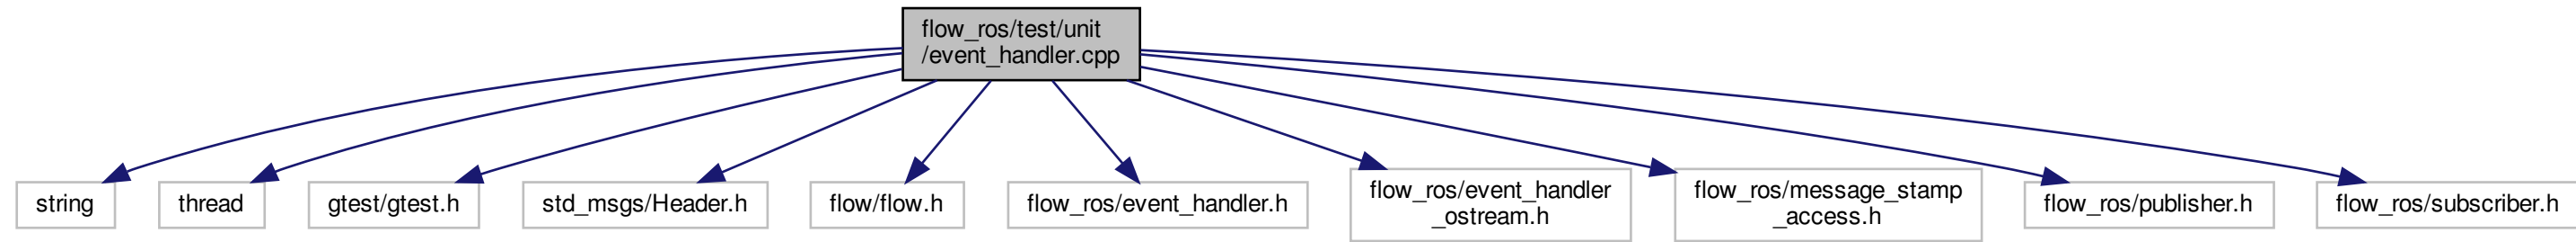 flow_ros/test/unit
/event_handler.cpp
string
thread
gtest/gtest.h
std_msgs/Header.h
flow/flow.h
flow_ros/event_handler.h
flow_ros/event_handler
_ostream.h
flow_ros/message_stamp
_access.h
flow_ros/publisher.h
flow_ros/subscriber.h